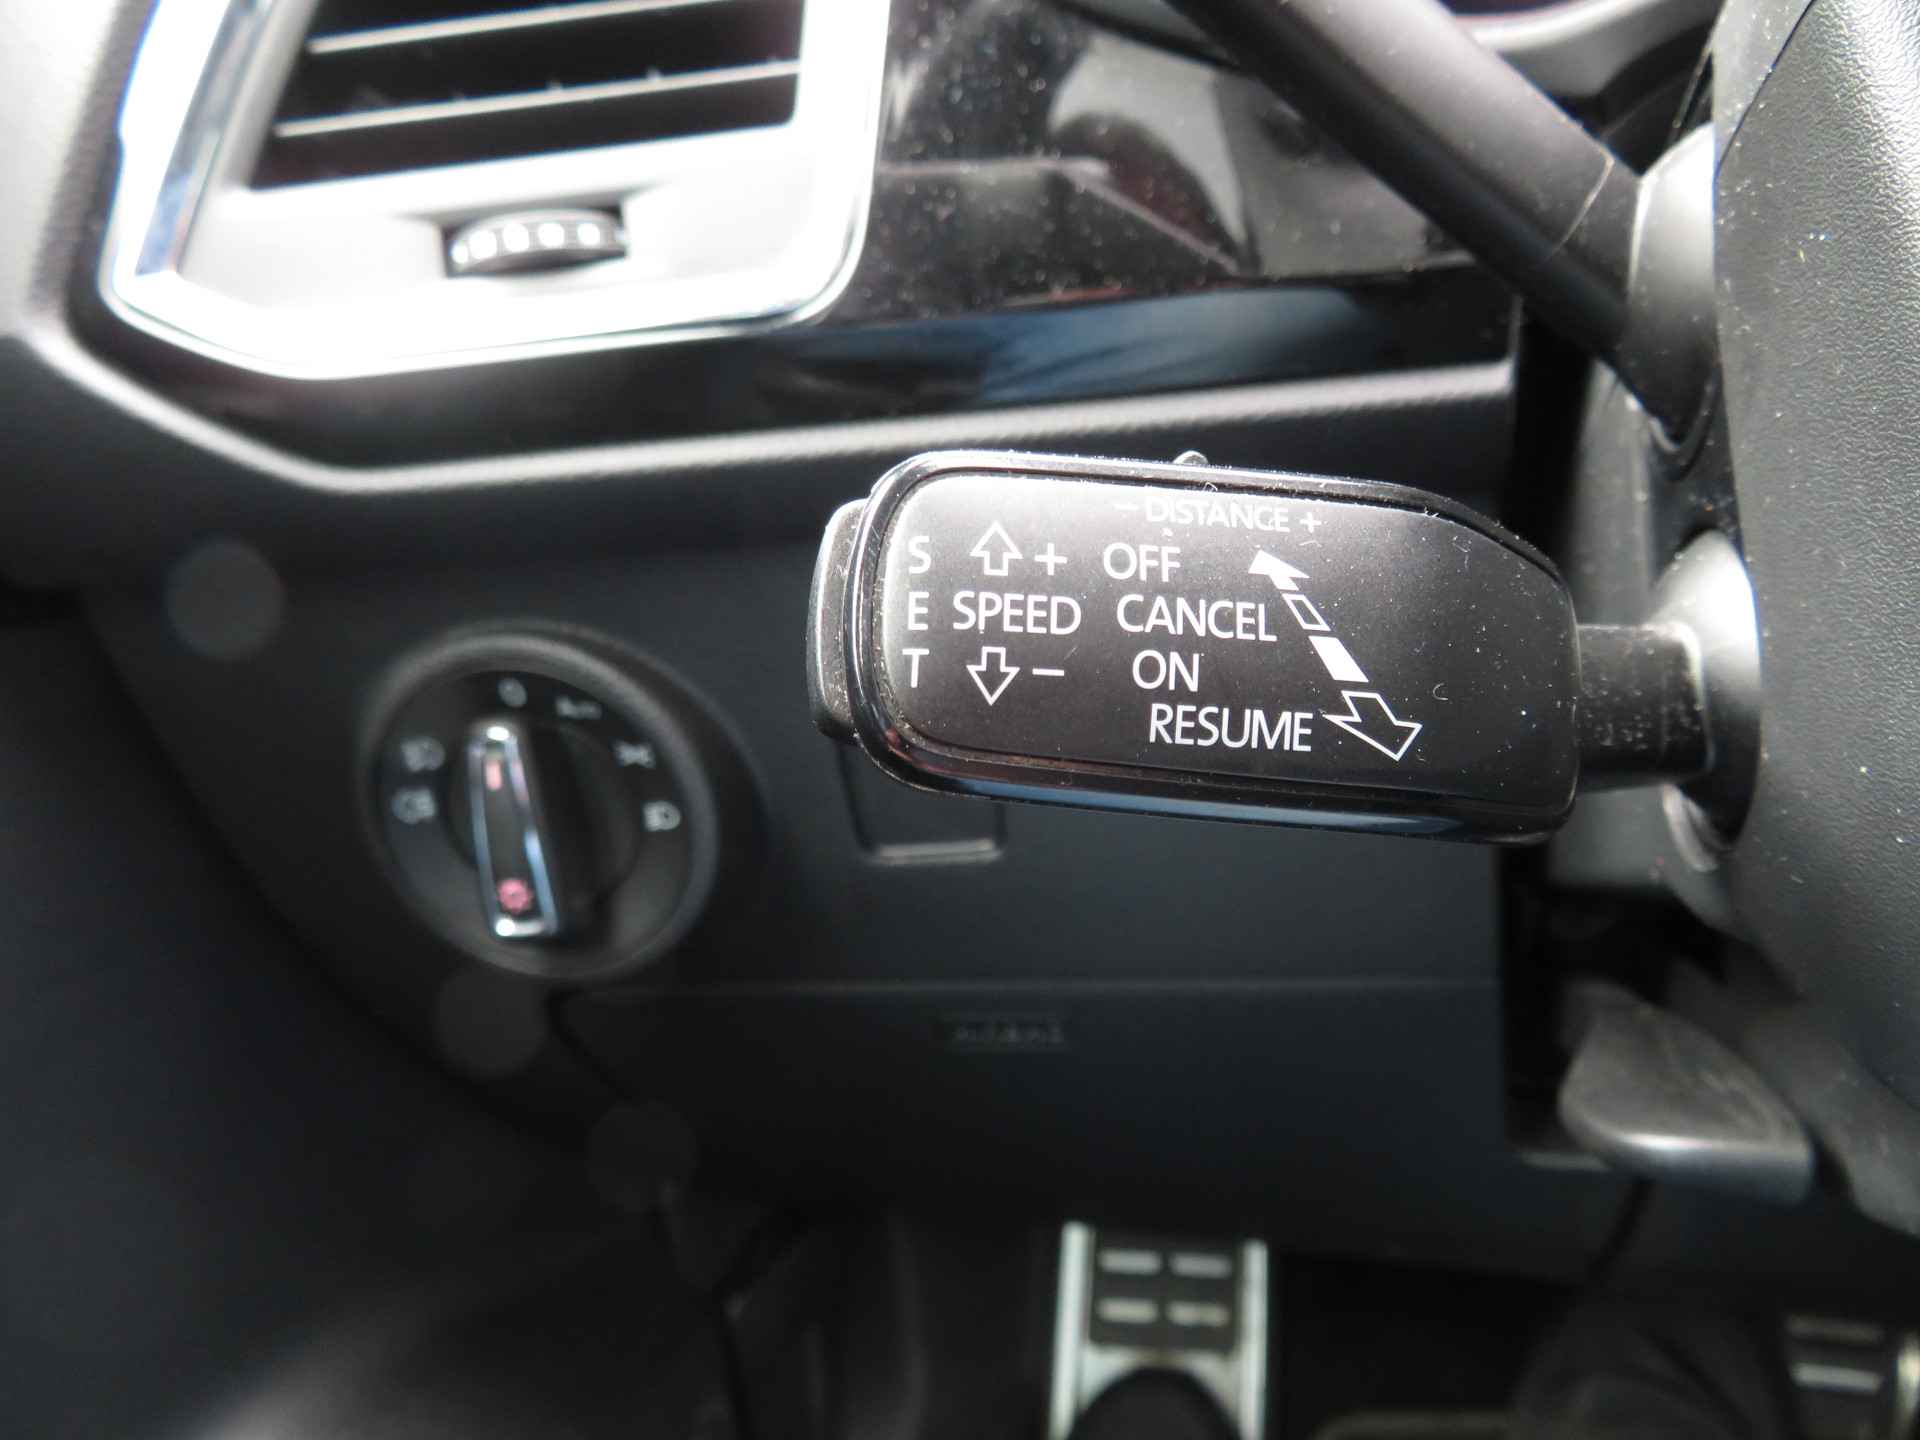 - DISTANCE +
S + OFF
E SPEED CANCEL
T - ON
RESUME